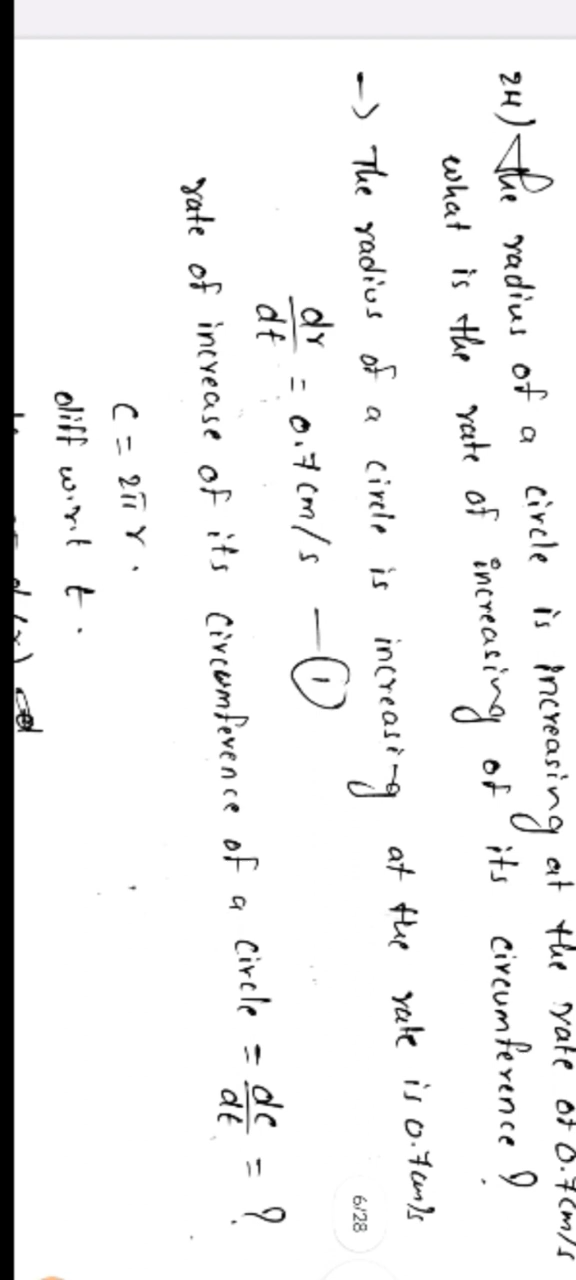 24) The radius of a circle is increasing at the rate of 0.7cm/s
what is the rate of increasing of its circumference ?
→ The radius of a circle is increasing at the rate is 0.7cm/s
dr/dt = 0.7cm/s — ①
rate of increase of its circumference of a circle = dc/dt = ?
C = 2πr.
diff w.r.t t.
6/28